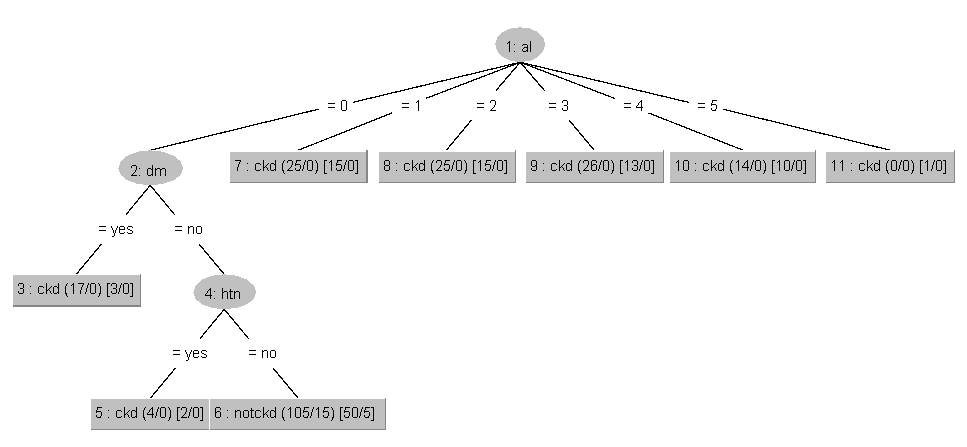 1: al
= 0
= 1
= 2
= 3
= 4
= 5
2: dm
7 : ckd (25/0) [15/0]
8 : ckd (25/0) [15/0]
9 : ckd (26/0) [13/0]
10 : ckd (14/0) [10/0]
11 : ckd (0/0) [1/0]
= yes
= no
3 : ckd (17/0) [3/0]
4: htn
= yes
= no
5 : ckd (4/0) [2/0]
6 : notckd (105/15) [50/5]